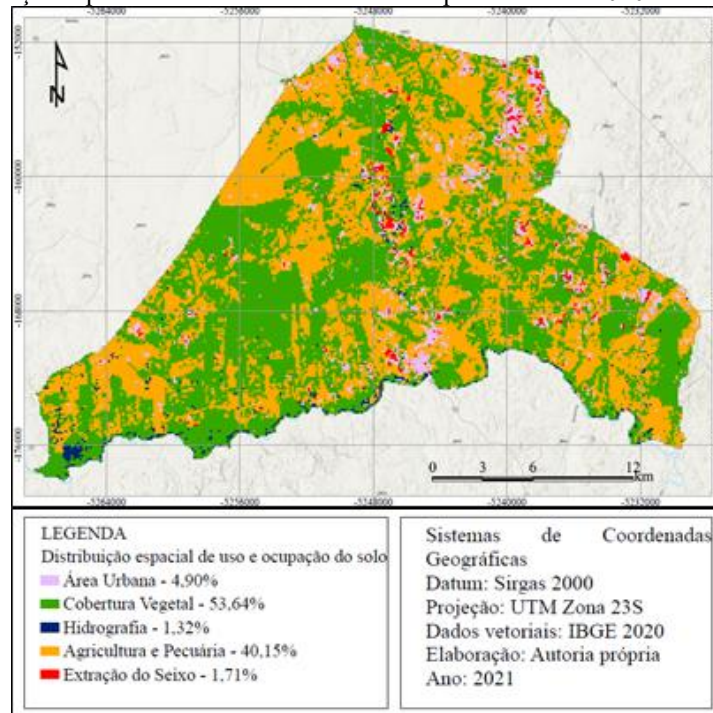 -5264000 -5256000 -5248000 -5240000 -5232000
-152000
-160000
-168000
-176000
N
0 3 6 12
km
-5264000 -5256000 -5248000 -5240000 -5232000
LEGENDA
Distribuição espacial de uso e ocupação do solo
Área Urbana - 4,90%
Cobertura Vegetal - 53,64%
Hidrografia - 1,32%
Agricultura e Pecuária - 40,15%
Extração do Seixo - 1,71%
Sistemas de Coordenadas
Geográficas
Datum: Sirgas 2000
Projeção: UTM Zona 23S
Dados vetoriais: IBGE 2020
Elaboração: Autoria própria
Ano: 2021